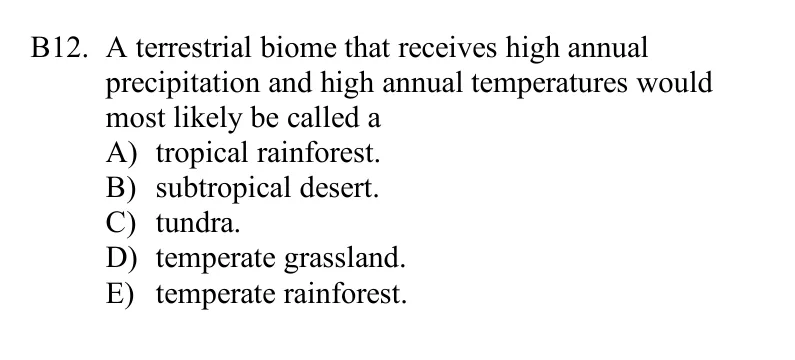 B12. A terrestrial biome that receives high annual
precipitation and high annual temperatures would
most likely be called a
A) tropical rainforest.
B) subtropical desert.
C) tundra.
D) temperate grassland.
E) temperate rainforest.